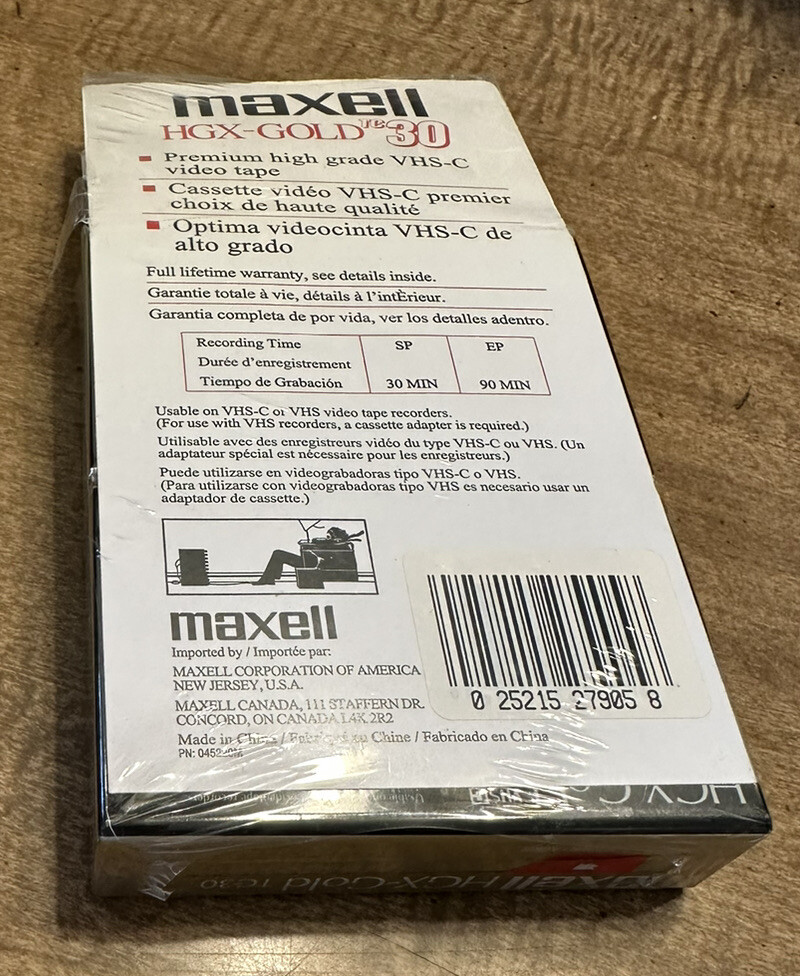 maxell
HGX-GOLD TC30
Premium high grade VHS-C
video tape
Cassette vidéo VHS-C premier
choix de haute qualité
Optima videocinta VHS-C de
alto grado
Full lifetime warranty, see details inside.
Garantie totale à vie, détails à l'intÈrieur.
Garantia completa de por vida, ver los detalles adentro.
Recording Time SP EP
Durée d'enregistrement
Tiempo de Grabación 30 MIN 90 MIN
Usable on VHS-C or VHS video tape recorders.
(For use with VHS recorders, a cassette adapter is required.)
Utilisable avec des enregistreurs vidéo du type VHS-C ou VHS. (Un
adaptateur spécial est nécessaire pour les enregistreurs.)
Puede utilizarse en videograbadoras tipo VHS-C o VHS.
(Para utilizarse con videograbadoras tipo VHS es necesario usar un
adaptador de cassette.)
maxell
Imported by / Importée par:
MAXELL CORPORATION OF AMERICA
NEW JERSEY, U.S.A.
MAXELL CANADA, 111 STAFFERN DR.
CONCORD, ON CANADA L4K 2R2
Made in China / Fabriqué au Chine / Fabricado en China
PN:
0 25215 27905 8
maxell HGX-Gold TC30